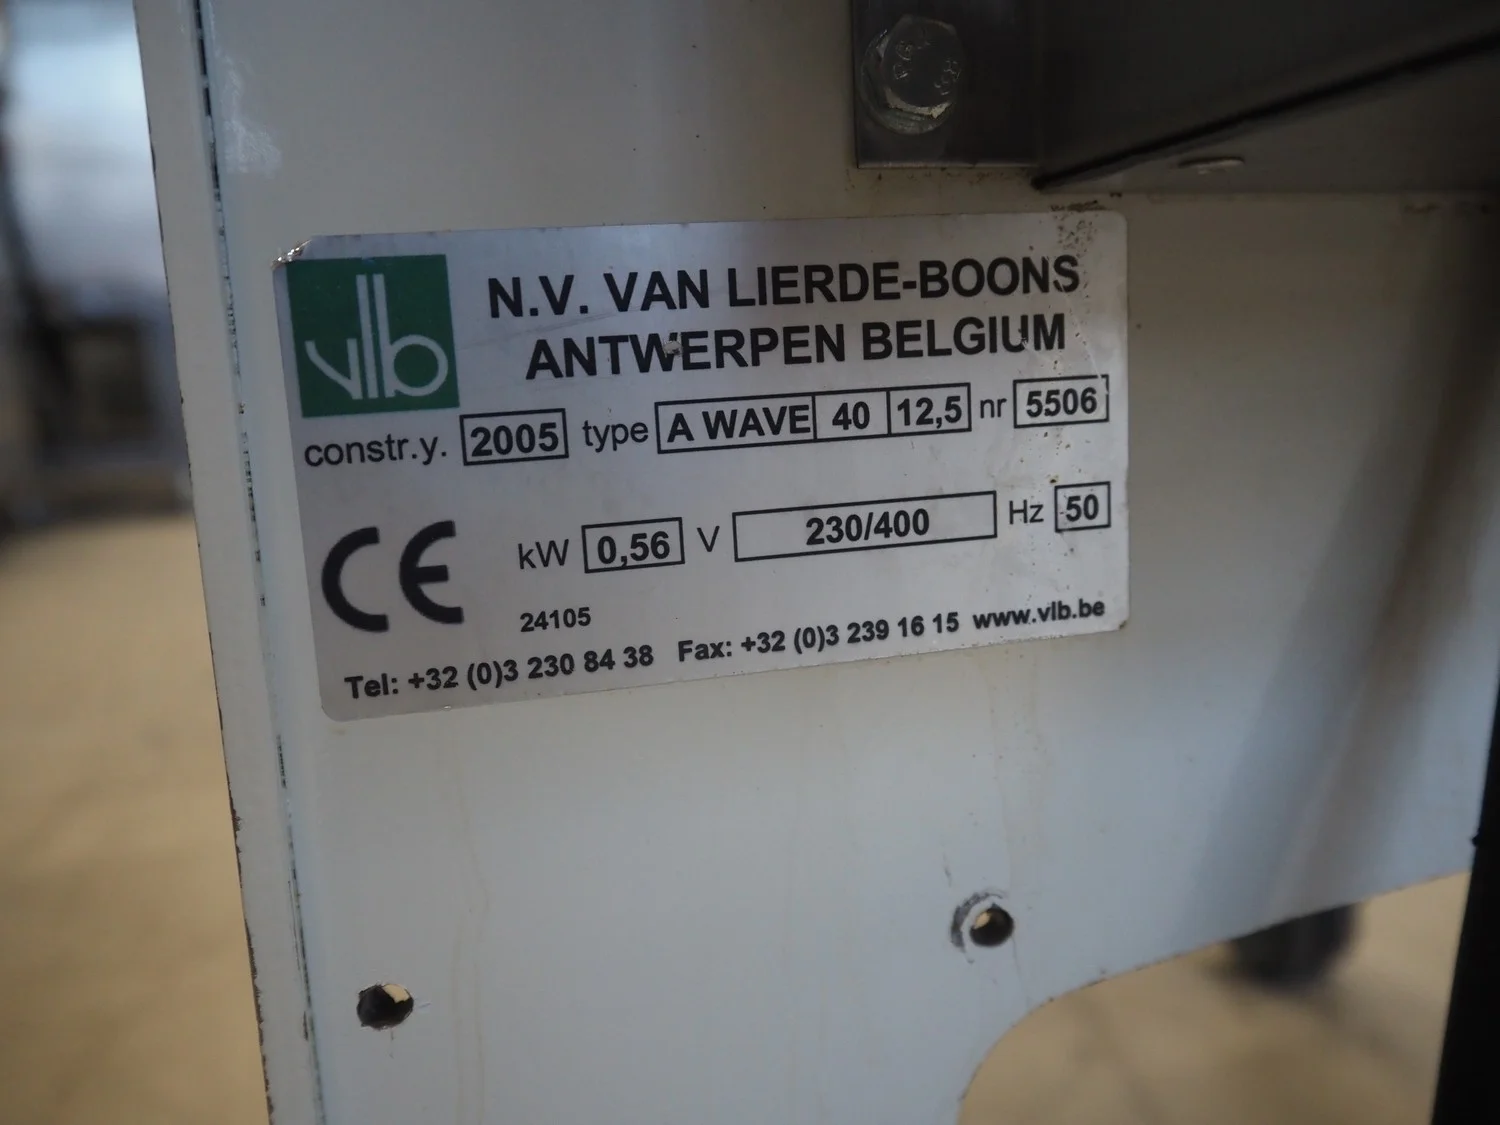 vlb
N.V. VAN LIERDE-BOONS
ANTWERPEN BELGIUM
constr.y. 2005 type A WAVE 40 12,5 nr 5506
CE kW 0,56 V 230/400 Hz 50
24105
Tel: +32 (0)3 230 84 38 Fax: +32 (0)3 239 16 15 www.vlb.be